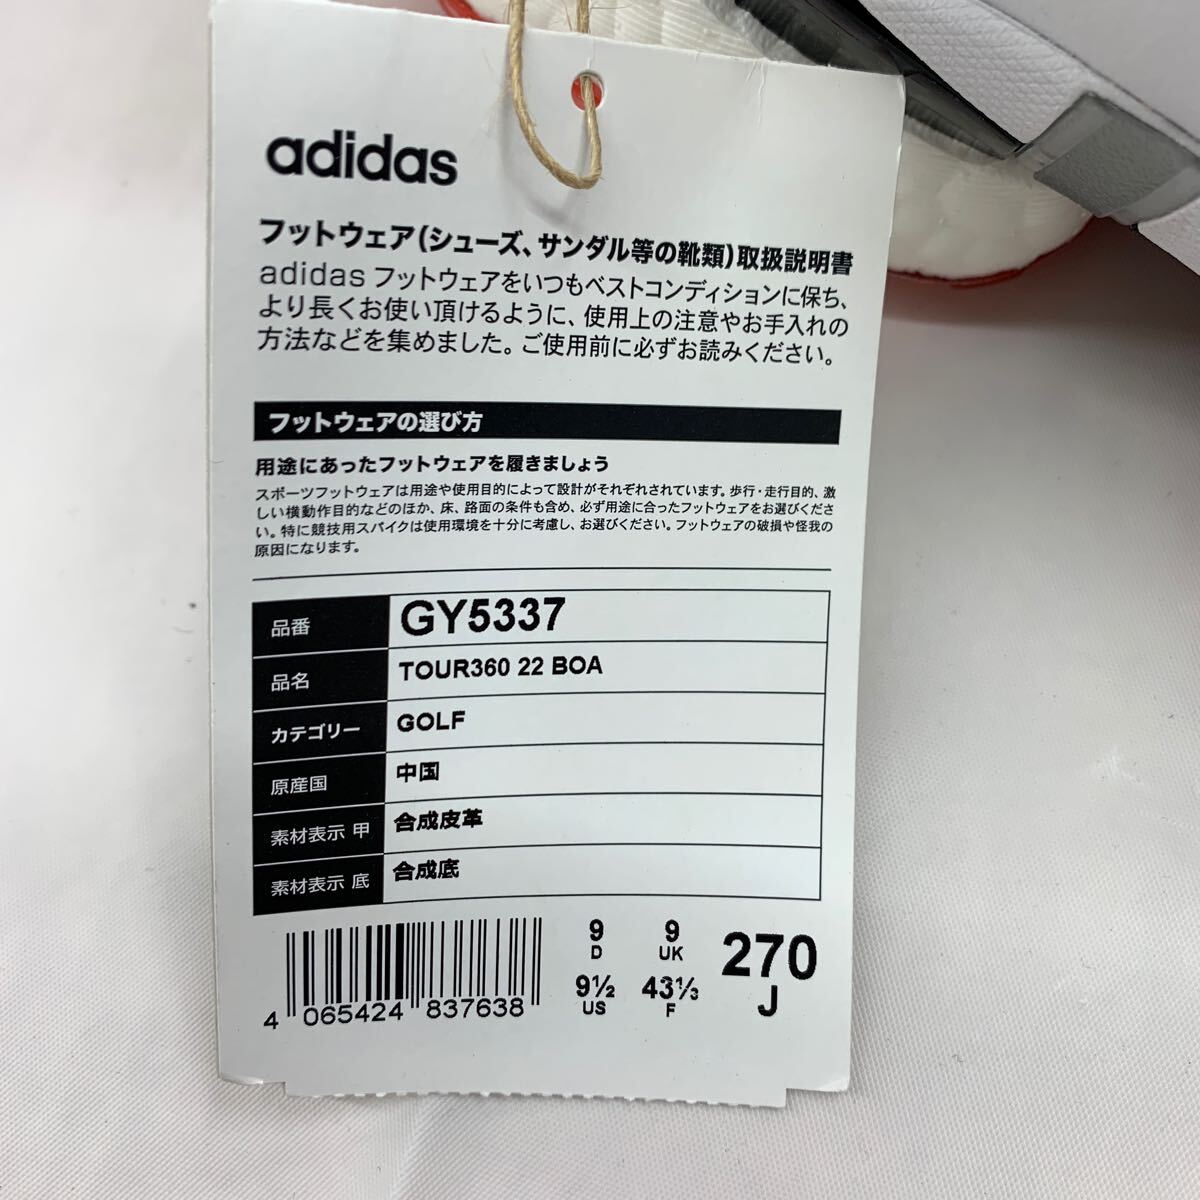 adidas
フットウェア(シューズ、サンダル等の靴類)取扱説明書
adidas フットウェアをいつもベストコンディションに保ち、
より長くお使い頂けるように、使用上の注意やお手入れの
方法などを集めました。ご使用前に必ずお読みください。
フットウェアの選び方
用途にあったフットウェアを履きましょう
スポーツフットウェアは用途や使用目的によって設計がそれぞれされています。歩行・走行目的、激
しい横動作目的などのほか、床、路面の条件も含め、必ず用途に合ったフットウェアをお選びくださ
い。特に競技用スパイクは使用環境を十分に考慮し、お選びください。フットウェアの破損や怪我の
原因になります。
品番 GY5337
品名 TOUR360 22 BOA
カテゴリー GOLF
原産国 中国
素材表示 甲 合成皮革
素材表示 底 合成底
9 9 270
D UK
9½ 43⅓ J
US F
4 065424 837638